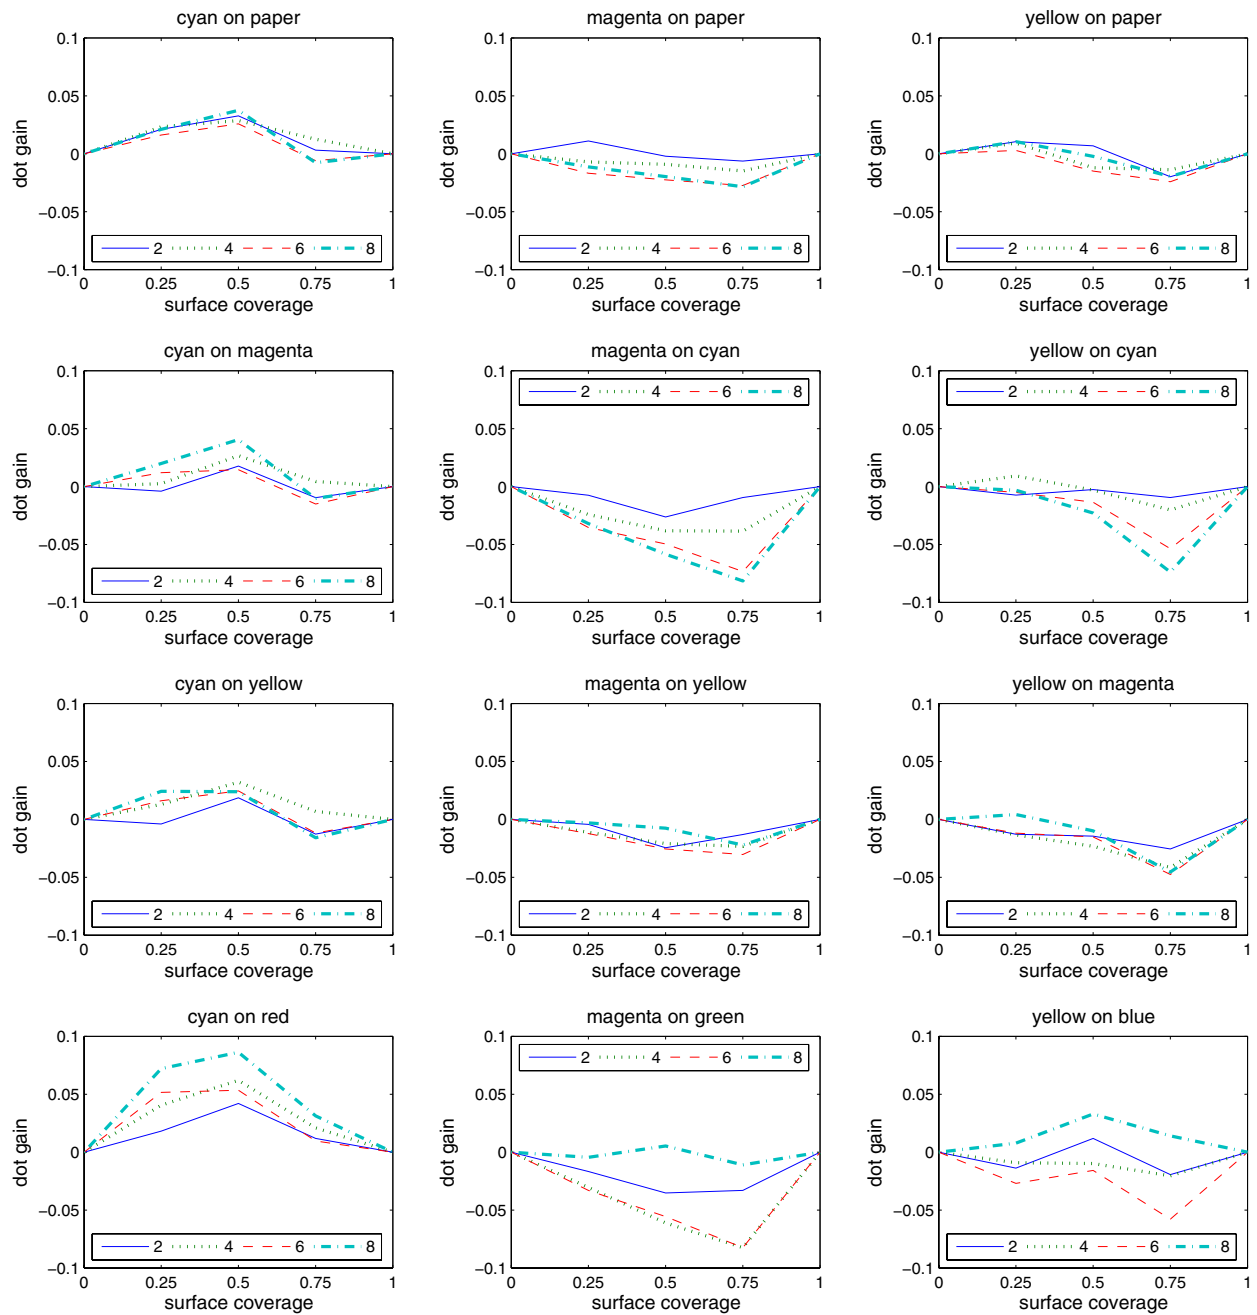 cyan on paper
magenta on paper
yellow on paper
0.1
0.05
0
−0.05
−0.1
dot gain
2 4 6 8
0 0.25 0.5 0.75 1
surface coverage
0.1
0.05
0
−0.05
−0.1
dot gain
2 4 6 8
0 0.25 0.5 0.75 1
surface coverage
0.1
0.05
0
−0.05
−0.1
dot gain
2 4 6 8
0 0.25 0.5 0.75 1
surface coverage
cyan on magenta
magenta on cyan
yellow on cyan
0.1
0.05
0
−0.05
−0.1
dot gain
2 4 6 8
0 0.25 0.5 0.75 1
surface coverage
2 4 6 8
0.1
0.05
0
−0.05
−0.1
dot gain
0 0.25 0.5 0.75 1
surface coverage
2 4 6 8
0.1
0.05
0
−0.05
−0.1
dot gain
0 0.25 0.5 0.75 1
surface coverage
cyan on yellow
magenta on yellow
yellow on magenta
0.1
0.05
0
−0.05
−0.1
dot gain
2 4 6 8
0 0.25 0.5 0.75 1
surface coverage
0.1
0.05
0
−0.05
−0.1
dot gain
2 4 6 8
0 0.25 0.5 0.75 1
surface coverage
0.1
0.05
0
−0.05
−0.1
dot gain
2 4 6 8
0 0.25 0.5 0.75 1
surface coverage
cyan on red
magenta on green
yellow on blue
0.1
0.05
0
−0.05
−0.1
dot gain
2 4 6 8
0 0.25 0.5 0.75 1
surface coverage
2 4 6 8
0.1
0.05
0
−0.05
−0.1
dot gain
0 0.25 0.5 0.75 1
surface coverage
0.1
0.05
0
−0.05
−0.1
dot gain
2 4 6 8
0 0.25 0.5 0.75 1
surface coverage